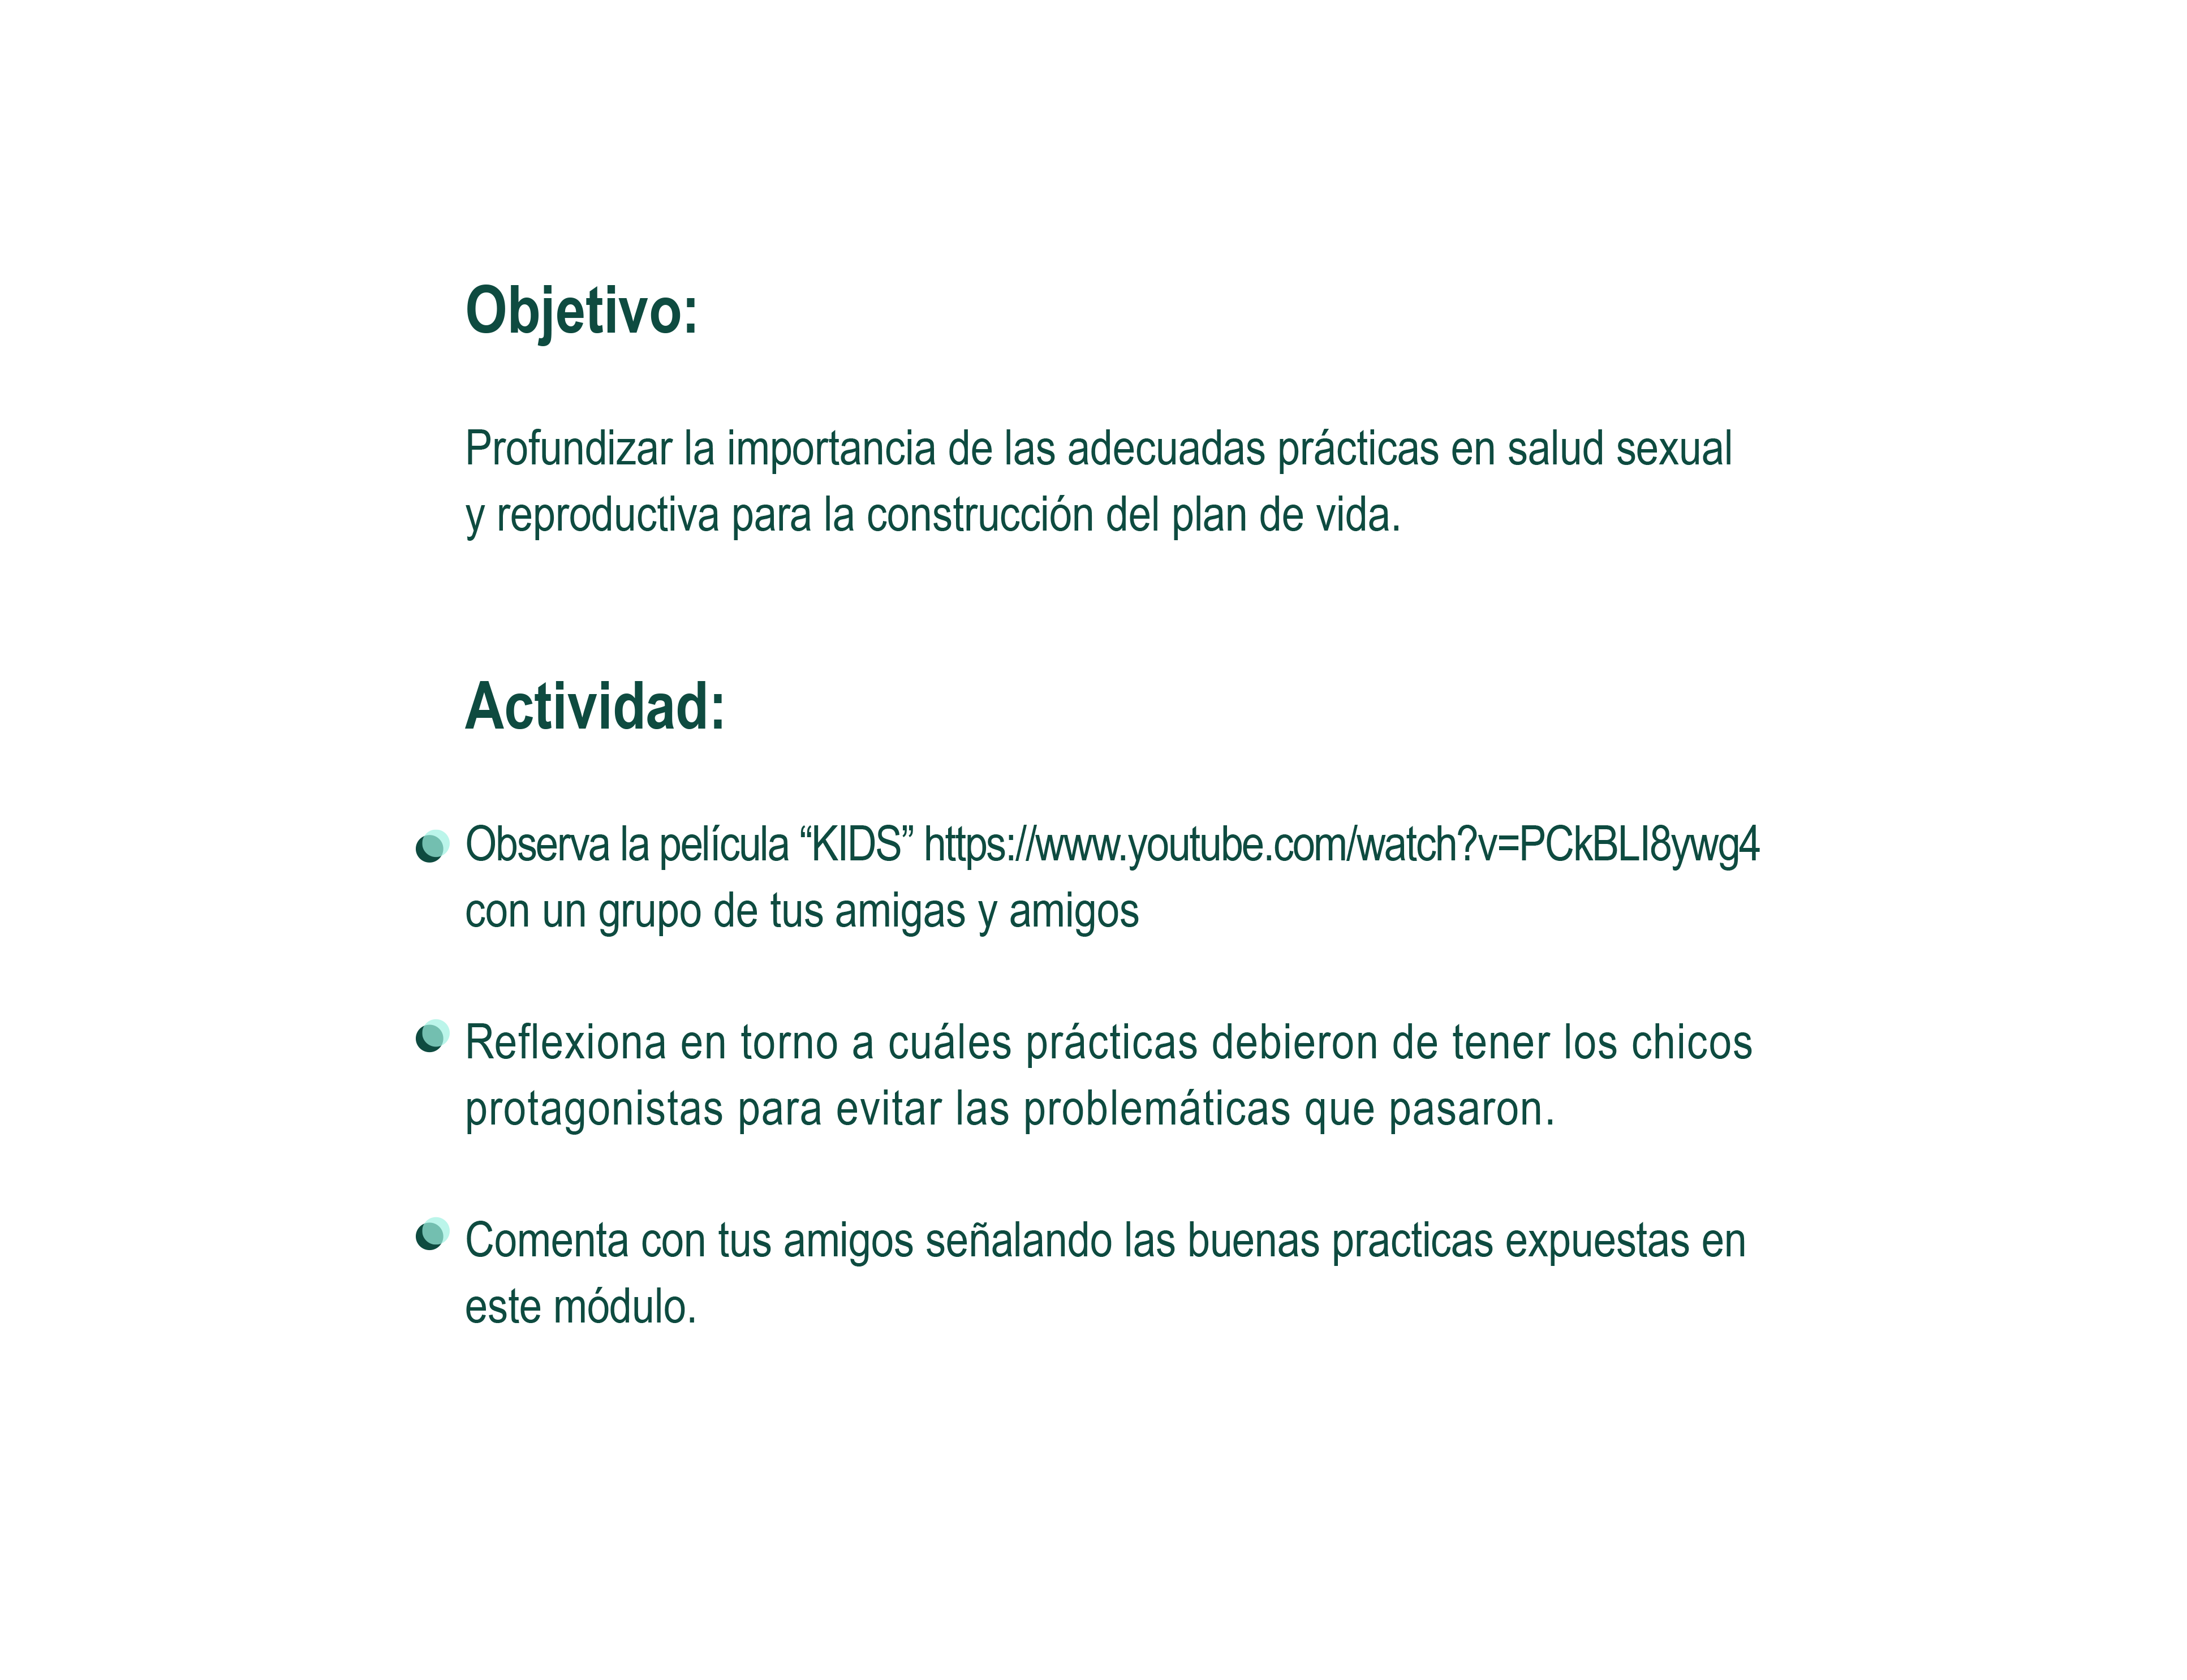 Objetivo:
Profundizar la importancia de las adecuadas prácticas en salud sexual
y reproductiva para la construcción del plan de vida.
Actividad:
Observa la película “KIDS” https://www.youtube.com/watch?v=PCkBLI8ywg4
con un grupo de tus amigas y amigos
Reflexiona en torno a cuáles prácticas debieron de tener los chicos
protagonistas para evitar las problemáticas que pasaron.
Comenta con tus amigos señalando las buenas practicas expuestas en
este módulo.